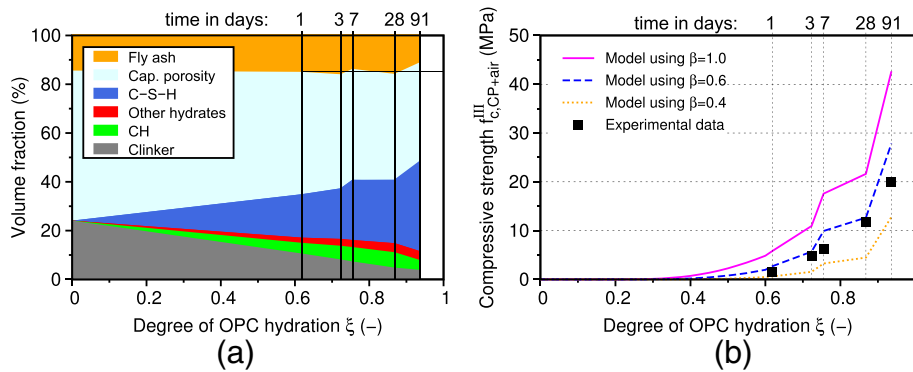 time in days: 1 3 7 28 91
100
80
60
40
20
0
Volume fraction (%)
Fly ash
Cap. porosity
C−S−H
Other hydrates
CH
Clinker
0 0.2 0.4 0.6 0.8 1
Degree of OPC hydration ξ (−)
(a)
time in days: 1 3 7 28 91
50
40
30
20
10
0
Compressive strength f^III_c,CP+air (MPa)
Model using β=1.0
Model using β=0.6
Model using β=0.4
Experimental data
0 0.2 0.4 0.6 0.8
Degree of OPC hydration ξ (−)
(b)